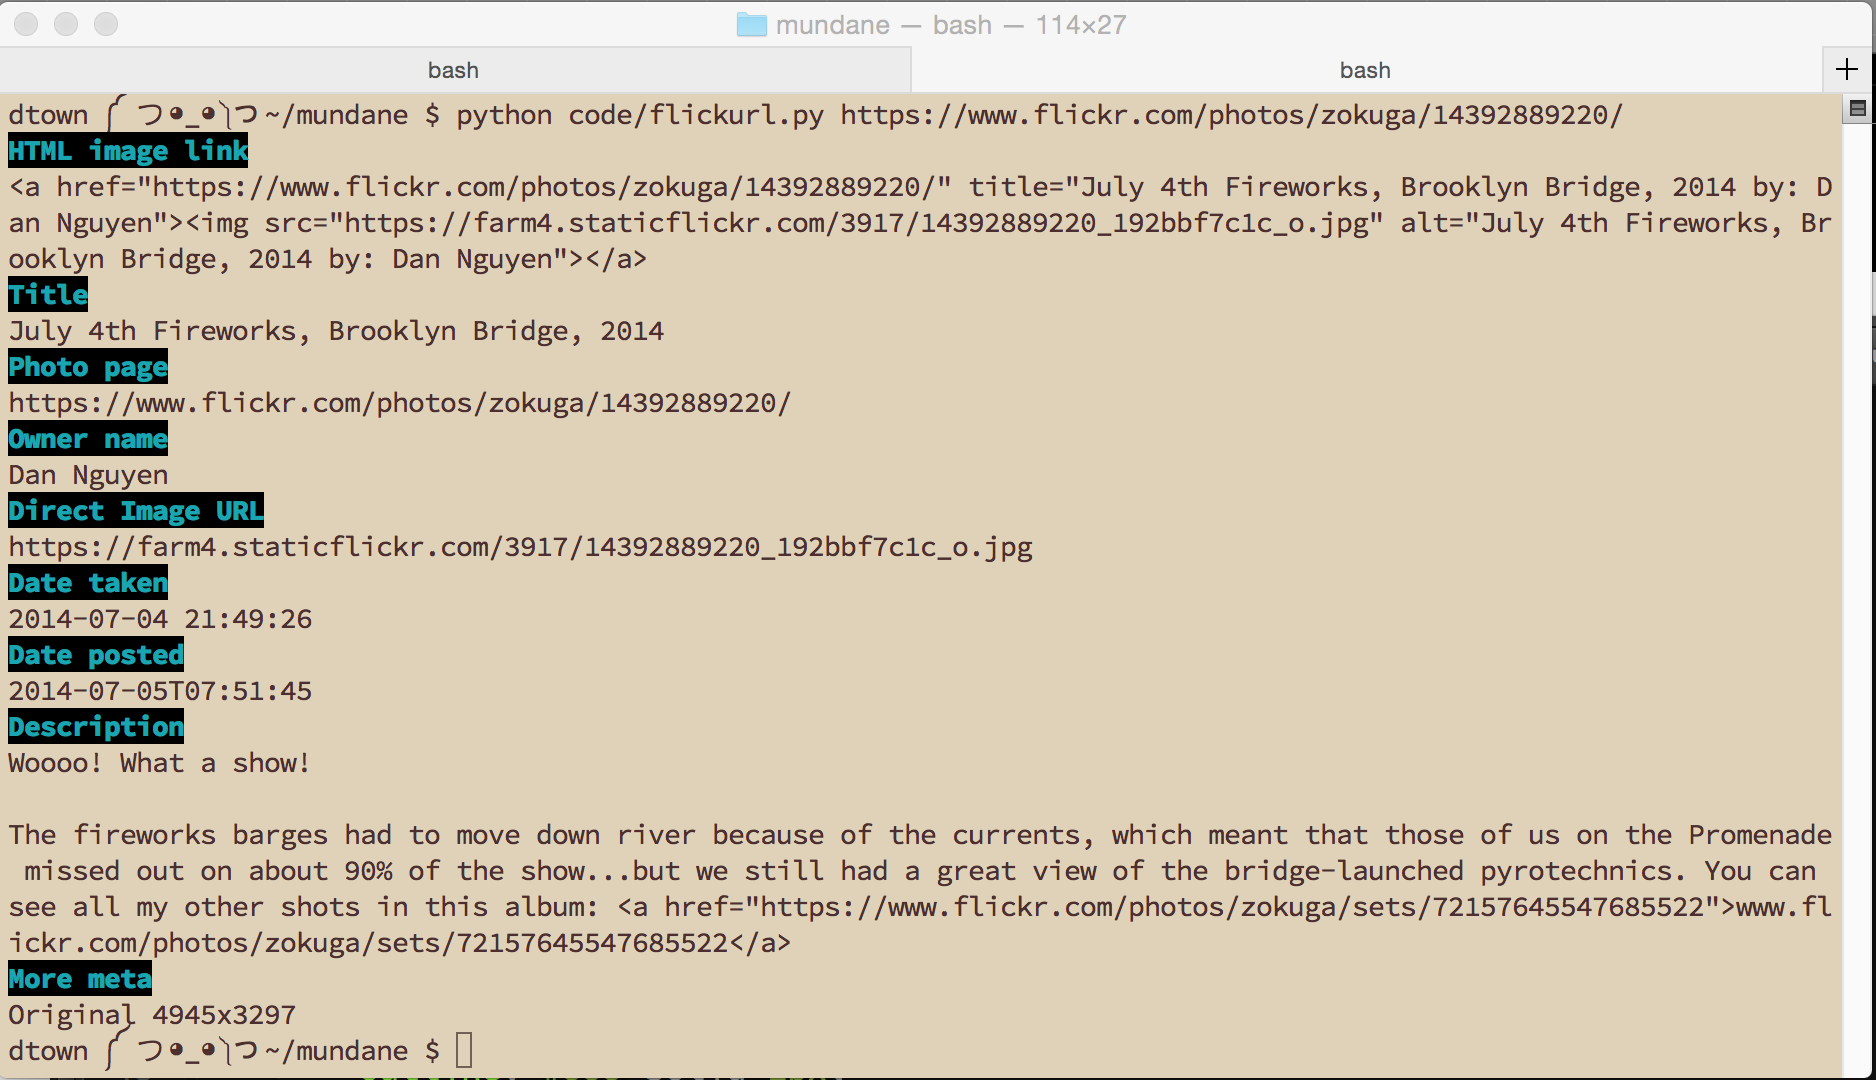 mundane — bash — 114×27
bash bash +
dtown ༼ つ ◕_◕༽つ ~/mundane $ python code/flickurl.py https://www.flickr.com/photos/zokuga/14392889220/
HTML image link
<a href="https://www.flickr.com/photos/zokuga/14392889220/" title="July 4th Fireworks, Brooklyn Bridge, 2014 by: D
an Nguyen"><img src="https://farm4.staticflickr.com/3917/14392889220_192bbf7c1c_o.jpg" alt="July 4th Fireworks, Br
ooklyn Bridge, 2014 by: Dan Nguyen"></a>
Title
July 4th Fireworks, Brooklyn Bridge, 2014
Photo page
https://www.flickr.com/photos/zokuga/14392889220/
Owner name
Dan Nguyen
Direct Image URL
https://farm4.staticflickr.com/3917/14392889220_192bbf7c1c_o.jpg
Date taken
2014-07-04 21:49:26
Date posted
2014-07-05T07:51:45
Description
Woooo! What a show!
The fireworks barges had to move down river because of the currents, which meant that those of us on the Promenade
missed out on about 90% of the show...but we still had a great view of the bridge-launched pyrotechnics. You can
see all my other shots in this album: <a href="https://www.flickr.com/photos/zokuga/sets/72157645547685522">www.fl
ickr.com/photos/zokuga/sets/72157645547685522</a>
More meta
Original 4945x3297
dtown ༼ つ ◕_◕༽つ ~/mundane $